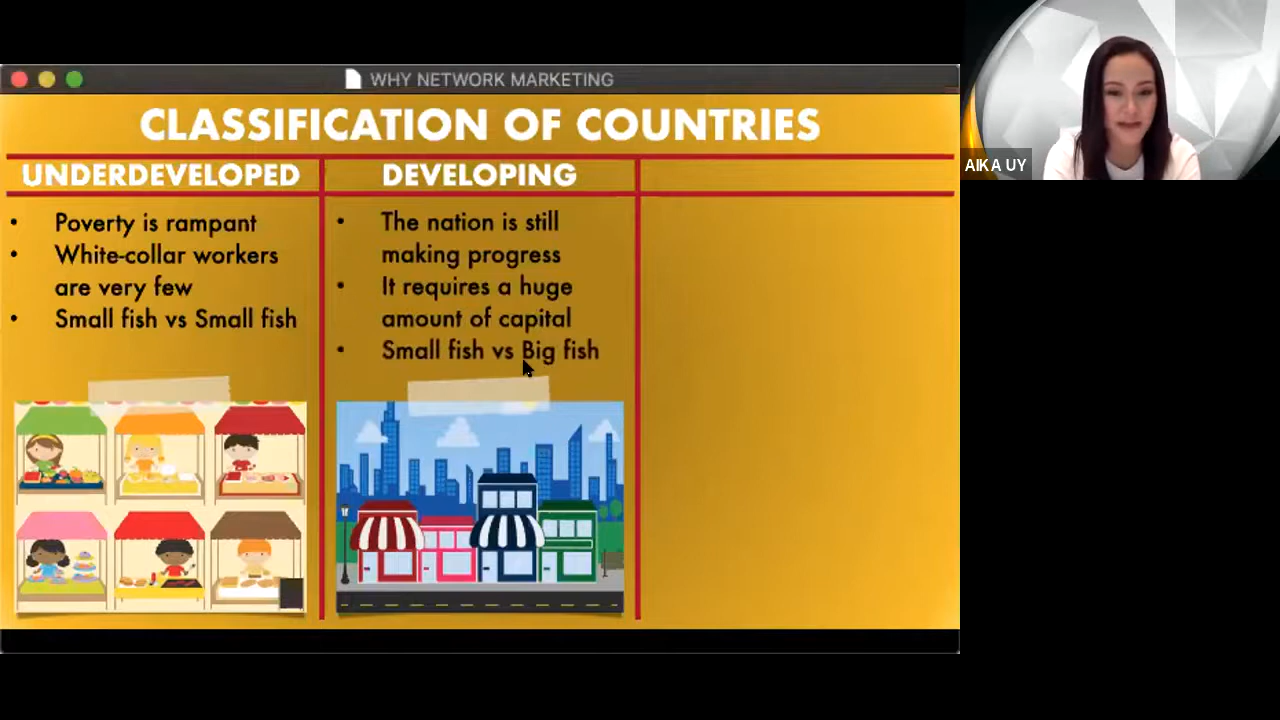 WHY NETWORK MARKETING
CLASSIFICATION OF COUNTRIES
UNDERDEVELOPED
• Poverty is rampant
• White-collar workers
are very few
• Small fish vs Small fish
DEVELOPING
• The nation is still
making progress
• It requires a huge
amount of capital
• Small fish vs Big fish
AIKA UY